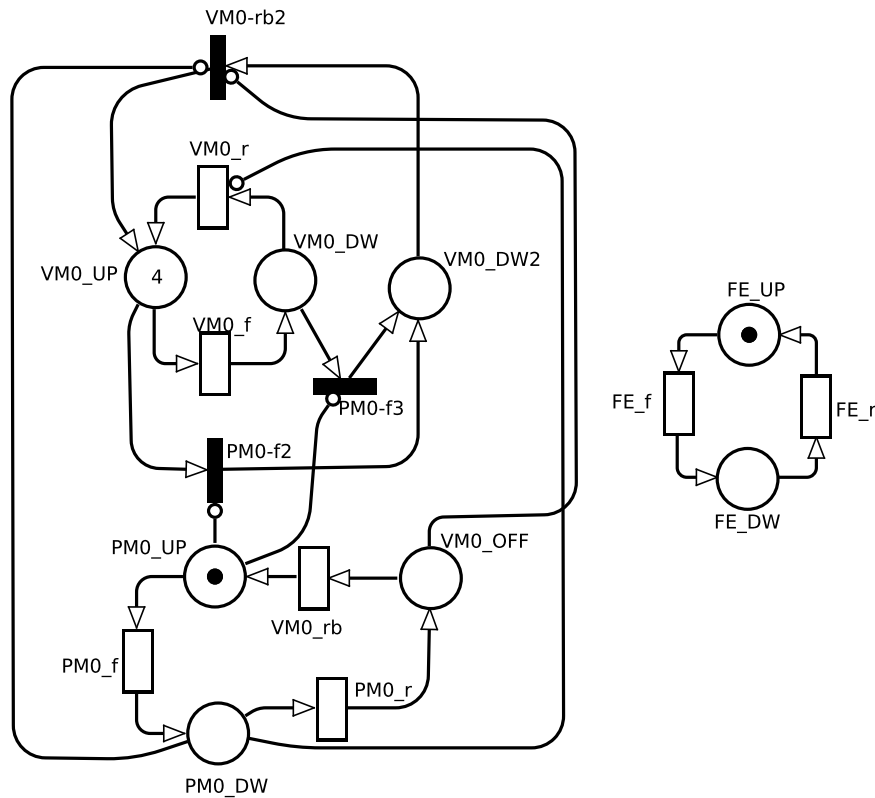 VM0-rb2
VM0_r
VM0_DW
VM0_DW2
VM0_UP
4
FE_UP
VM0_f
FE_f
FE_r
PM0-f3
PM0-f2
FE_DW
PM0_UP
VM0_OFF
VM0_rb
PM0_f
PM0_r
PM0_DW